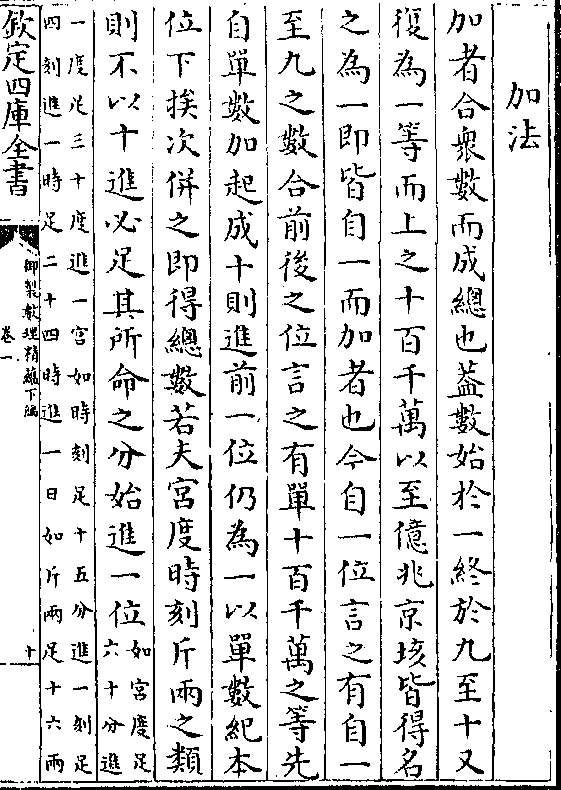 加法
加者合衆數而成總也葢數始於一終於九至十又
復為一等而上之十百千萬以至億兆京垓皆得名
之為一即皆自一而加者也今自一位言之有自一
至九之數合前後之位言之有單十百千萬之等先
自單數加起成十則進前一位仍為一以單數紀本
位下挨次併之即得總數若夫宮度時刻斤兩之類
則不以十進必足其所命之分始進一位如宮度足
六十分進
一度足三十度進一宮如時刻足十五分進一刻足
四刻進一時足二十四時進一日如斤兩足十六兩
欽定四庫全書
御製數理精藴下編
卷一
十